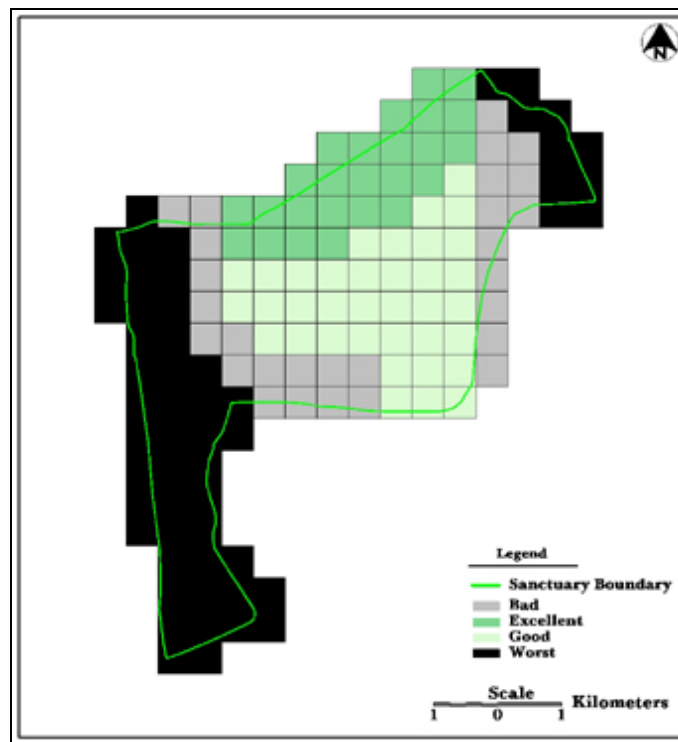 N
Legend
Sanctuary Boundary
Bad
Excellent
Good
Worst
Scale
1 0 1 Kilometers